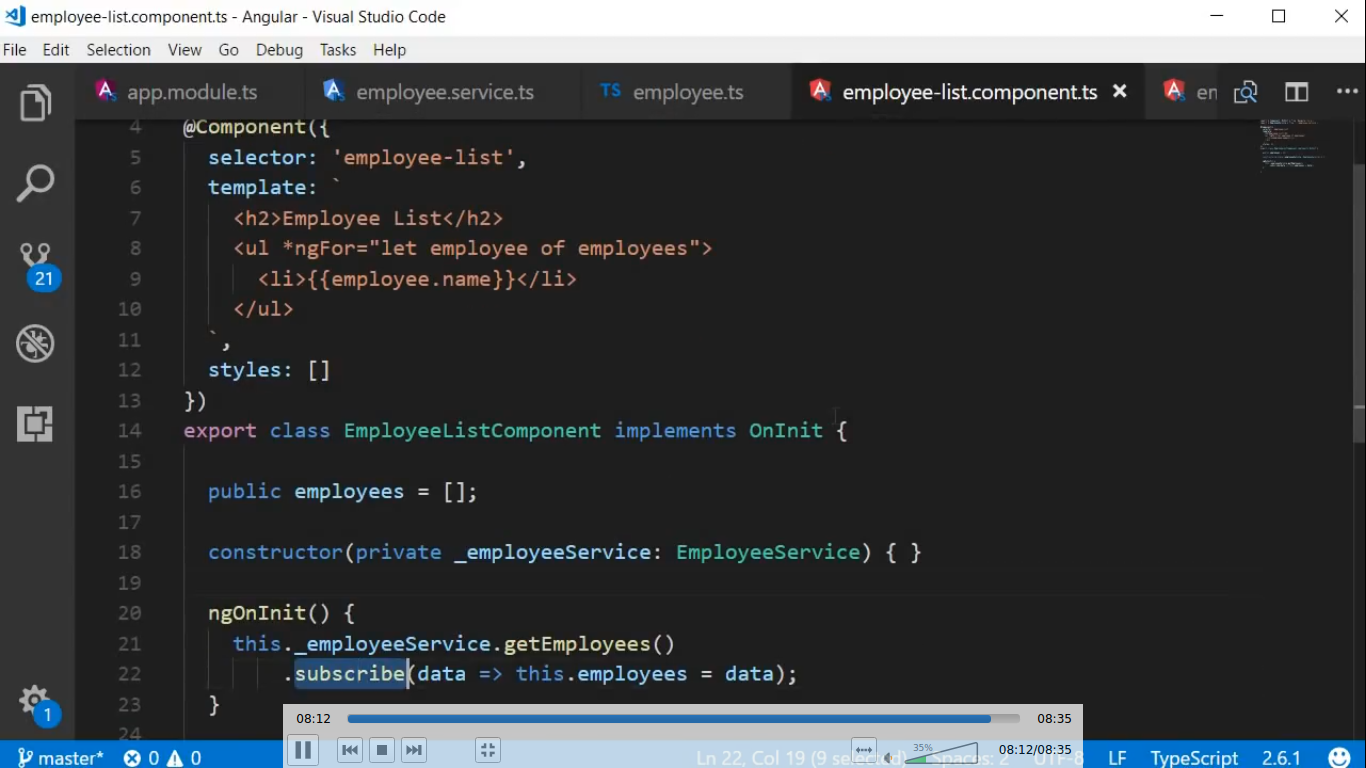 employee-list.component.ts - Angular - Visual Studio Code
File Edit Selection View Go Debug Tasks Help
app.module.ts employee.service.ts TS employee.ts employee-list.component.ts en
4 @Component({
5 selector: 'employee-list',
6 template: `
7 <h2>Employee List</h2>
8 <ul *ngFor="let employee of employees">
9 <li>{{employee.name}}</li>
10 </ul>
11 `,
12 styles: []
13 })
14 export class EmployeeListComponent implements OnInit {
15
16 public employees = [];
17
18 constructor(private _employeeService: EmployeeService) { }
19
20 ngOnInit() {
21 this._employeeService.getEmployees()
22 .subscribe(data => this.employees = data);
23 }
24
21
1
08:12 08:35
35%
08:12/08:35
master* 0 0 Ln 22, Col 19 (9 selected) Spaces: 2 UTF-8 LF TypeScript 2.6.1